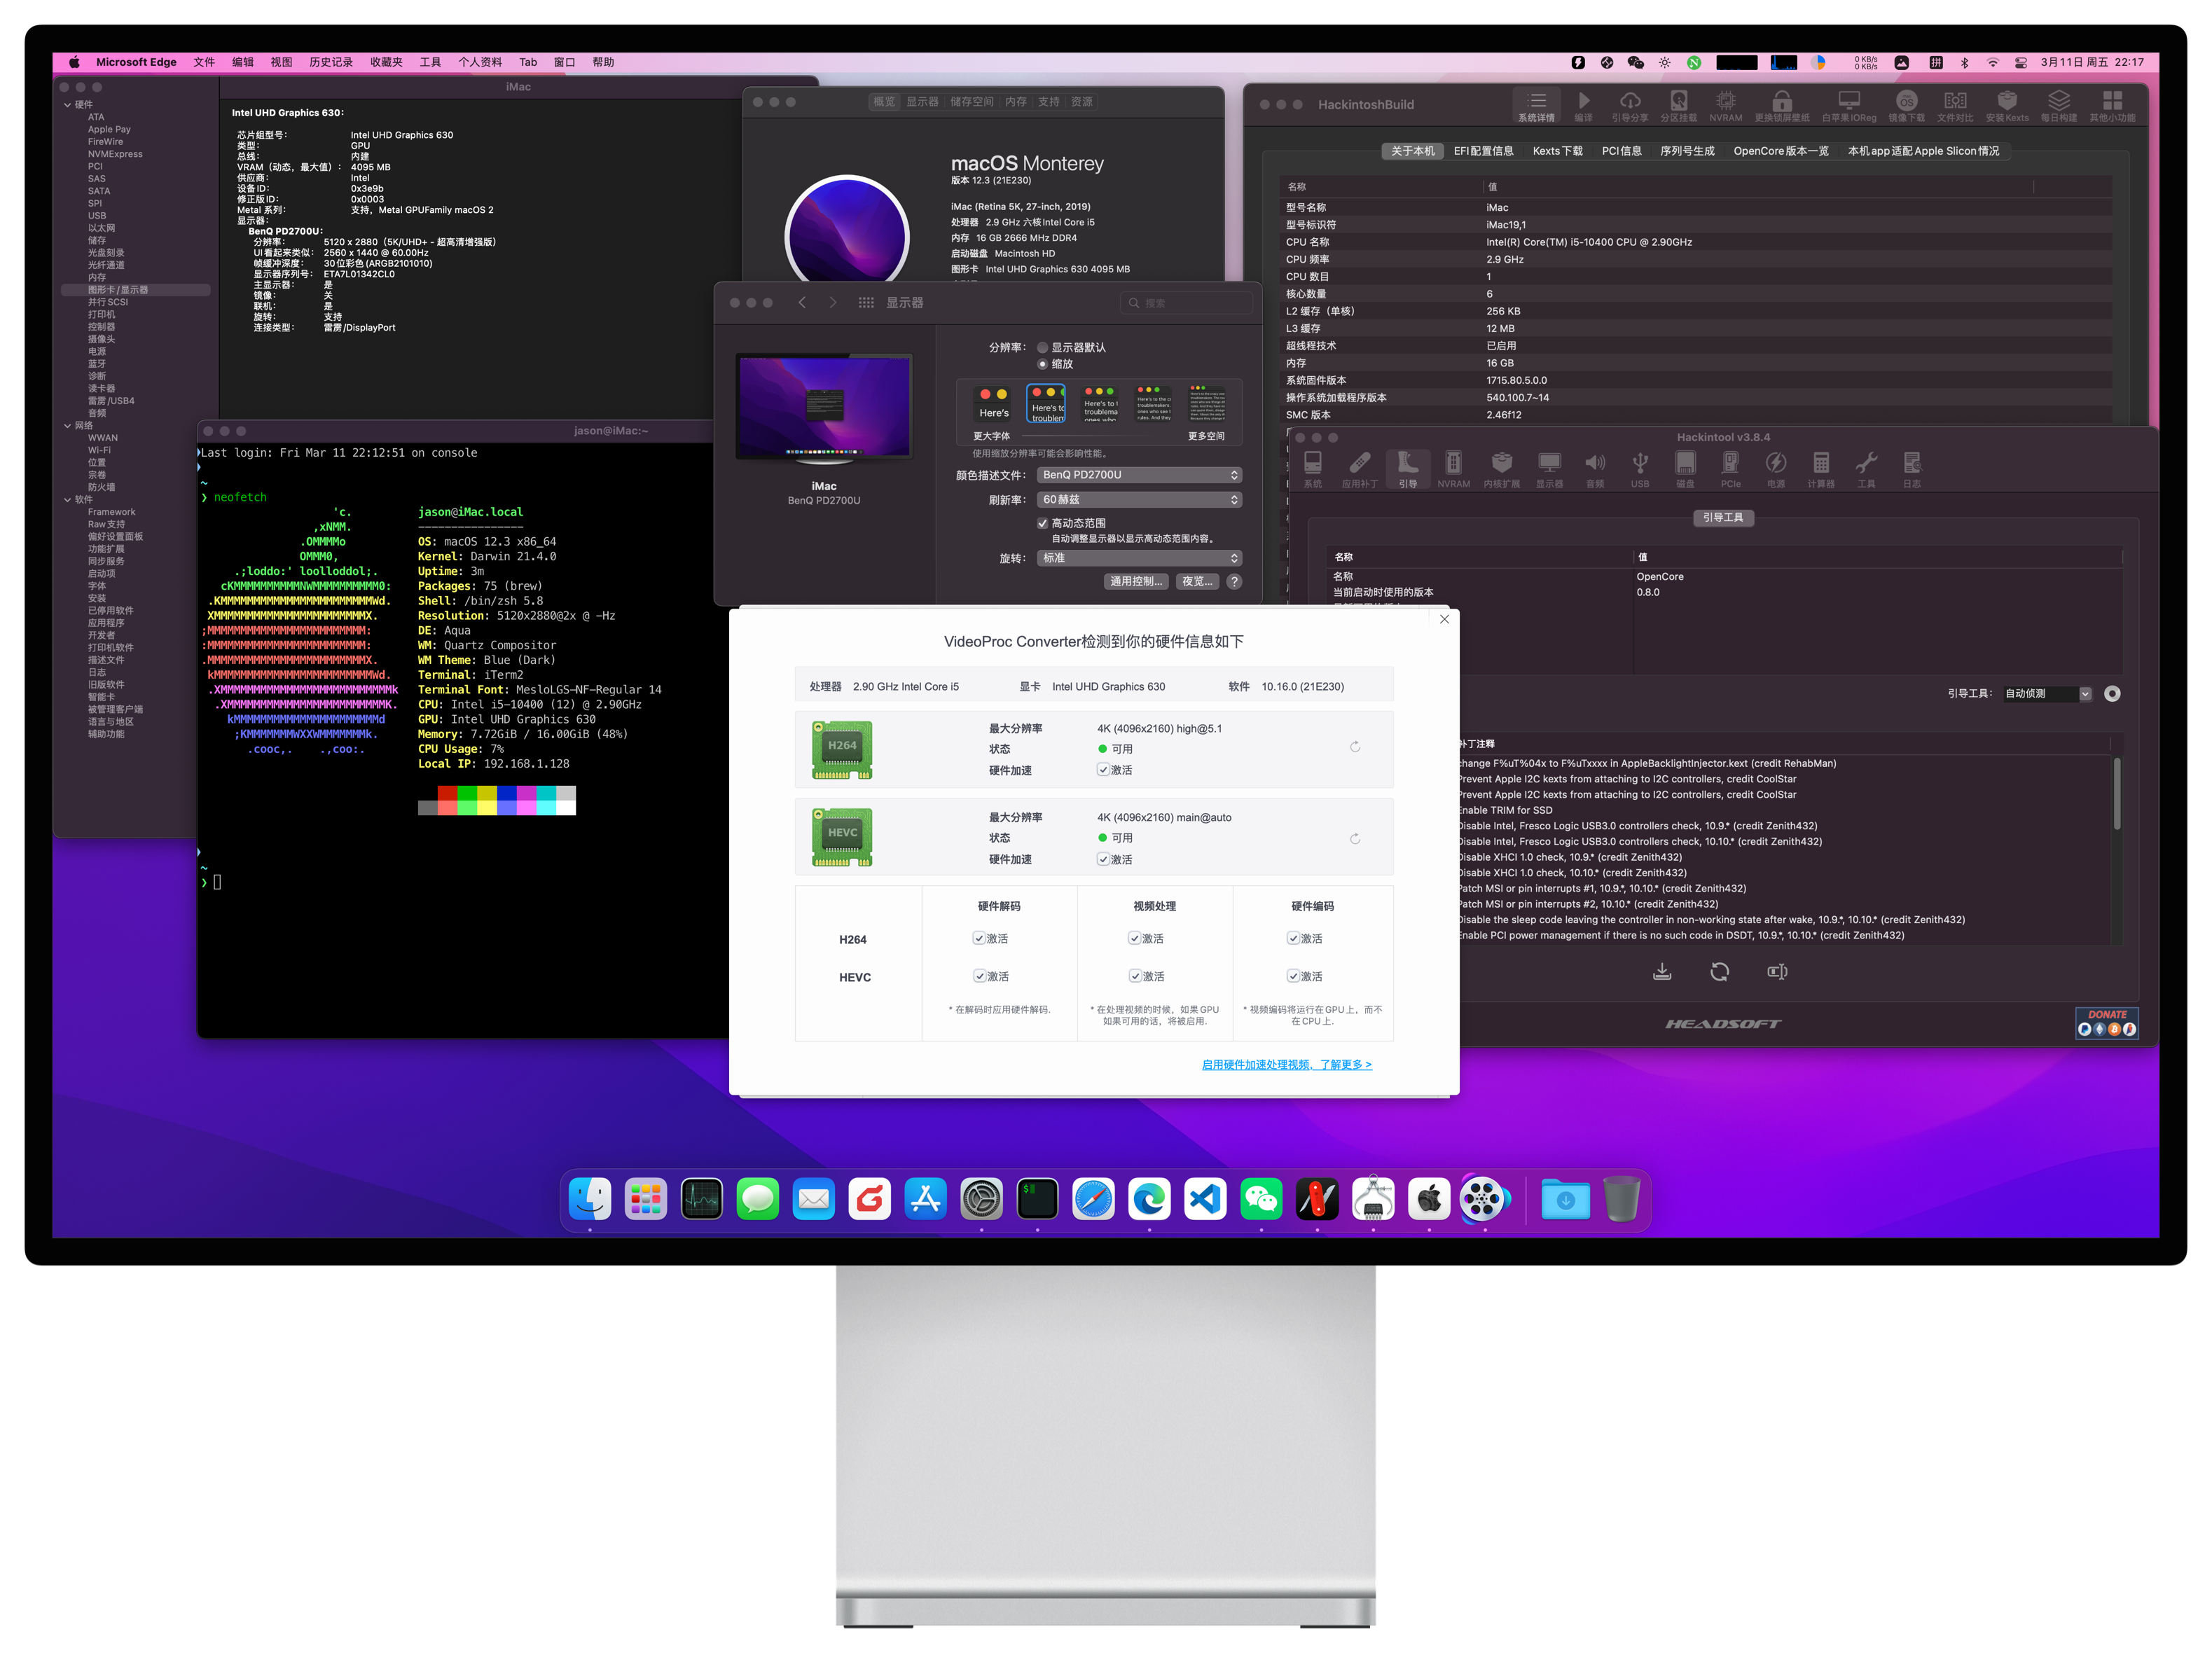 Microsoft Edge 文件 编辑 视图 历史记录 收藏夹 工具 个人资料 Tab 窗口 帮助
0 KB/s
0 KB/s
拼
3月11日 周五 22:17
iMac
硬件
ATA
Apple Pay
FireWire
NVMExpress
PCI
SAS
SATA
SPI
USB
以太网
储存
光盘刻录
光纤通道
内存
图形卡/显示器
并行SCSI
打印机
控制器
摄像头
电源
蓝牙
诊断
读卡器
雷雳/USB4
音频
网络
WWAN
Wi-Fi
位置
宗卷
防火墙
软件
Framework
Raw支持
偏好设置面板
功能扩展
同步服务
启动项
字体
安装
已停用软件
应用程序
开发者
打印机软件
描述文件
日志
旧版软件
智能卡
被管理客户端
语言与地区
辅助功能
Intel UHD Graphics 630:
芯片组型号: Intel UHD Graphics 630
类型: GPU
总线: 内建
VRAM（动态，最大值）: 4095 MB
供应商: Intel
设备ID: 0x3e9b
修正版ID: 0x0003
Metal 系列: 支持，Metal GPUFamily macOS 2
显示器:
BenQ PD2700U:
分辨率: 5120 x 2880（5K/UHD+ - 超高清增强版）
UI看起来类似: 2560 x 1440 @ 60.00Hz
帧缓冲深度: 30位彩色 (ARGB2101010)
显示器序列号: ETA7L01342CL0
主显示器: 是
镜像: 关
联机: 是
旋转: 支持
连接类型: 雷雳/DisplayPort
概览 显示器 储存空间 内存 支持 资源
macOS Monterey
版本 12.3 (21E230)
iMac (Retina 5K, 27-inch, 2019)
处理器 2.9 GHz 六核Intel Core i5
内存 16 GB 2666 MHz DDR4
启动磁盘 Macintosh HD
图形卡 Intel UHD Graphics 630 4095 MB
HackintoshBuild
系统详情 编译 引导分享 分区挂载 NVRAM 更换锁屏壁纸 白苹果IOReg 镜像下载 文件对比 安装Kexts 每日构建 其他小功能
关于本机 EFI配置信息 Kexts下载 PCI信息 序列号生成 OpenCore版本一览 本机app适配Apple Slicon情况
名称 值
型号名称 iMac
型号标识符 iMac19,1
CPU 名称 Intel(R) Core(TM) i5-10400 CPU @ 2.90GHz
CPU 频率 2.9 GHz
CPU 数目 1
核心数量 6
L2 缓存（单核） 256 KB
L3 缓存 12 MB
超线程技术 已启用
内存 16 GB
系统固件版本 1715.80.5.0.0
操作系统加载程序版本 540.100.7~14
SMC 版本 2.46f12
显示器
搜索
iMac
BenQ PD2700U
分辨率: 显示器默认
缩放
Here's
更大字体 更多空间
使用缩放分辨率可能会影响性能。
颜色描述文件: BenQ PD2700U
刷新率: 60赫兹
高动态范围
自动调整显示器以显示高动态范围内容。
旋转: 标准
通用控制... 夜览... ?
jason@iMac:~
Last login: Fri Mar 11 22:12:51 on console
~
❯ neofetch
'c. jason@iMac.local
,xNMM. ----------------
.OMMMMo OS: macOS 12.3 x86_64
OMMM0, Kernel: Darwin 21.4.0
.;loddo:' loolloddol;. Uptime: 3m
cKMMMMMMMMMMNWMMMMMMMMMM0: Packages: 75 (brew)
.KMMMMMMMMMMMMMMMMMMMMMMMWd. Shell: /bin/zsh 5.8
XMMMMMMMMMMMMMMMMMMMMMMMX. Resolution: 5120x2880@2x @ -Hz
;MMMMMMMMMMMMMMMMMMMMMMMM: DE: Aqua
:MMMMMMMMMMMMMMMMMMMMMMMM: WM: Quartz Compositor
.MMMMMMMMMMMMMMMMMMMMMMMMX. WM Theme: Blue (Dark)
kMMMMMMMMMMMMMMMMMMMMMMMMWd. Terminal: iTerm2
.XMMMMMMMMMMMMMMMMMMMMMMMMMMk Terminal Font: MesloLGS-NF-Regular 14
.XMMMMMMMMMMMMMMMMMMMMMMMMK. CPU: Intel i5-10400 (12) @ 2.90GHz
kMMMMMMMMMMMMMMMMMMMMMMd GPU: Intel UHD Graphics 630
;KMMMMMMMWXXWMMMMMMMk. Memory: 7.72GiB / 16.00GiB (48%)
.cooc,. .,coo:. CPU Usage: 7%
Local IP: 192.168.1.128
~
❯
Hackintool v3.8.4
系统 应用补丁 引导 NVRAM 内核扩展 显示器 音频 USB 磁盘 PCIe 电源 计算器 工具 日志
引导工具
名称 值
名称 OpenCore
当前启动时使用的版本 0.8.0
引导工具: 自动侦测
补丁注释
change F%uT%04x to F%uTxxxx in AppleBacklightInjector.kext (credit RehabMan)
Prevent Apple I2C kexts from attaching to I2C controllers, credit CoolStar
Prevent Apple I2C kexts from attaching to I2C controllers, credit CoolStar
Enable TRIM for SSD
Disable Intel, Fresco Logic USB3.0 controllers check, 10.9.* (credit Zenith432)
Disable Intel, Fresco Logic USB3.0 controllers check, 10.10.* (credit Zenith432)
Disable XHCI 1.0 check, 10.9.* (credit Zenith432)
Disable XHCI 1.0 check, 10.10.* (credit Zenith432)
Patch MSI or pin interrupts #1, 10.9.*, 10.10.* (credit Zenith432)
Patch MSI or pin interrupts #2, 10.10.* (credit Zenith432)
Disable the sleep code leaving the controller in non-working state after wake, 10.9.*, 10.10.* (credit Zenith432)
Enable PCI power management if there is no such code in DSDT, 10.9.*, 10.10.* (credit Zenith432)
HEADSOFT
DONATE
VideoProc Converter检测到你的硬件信息如下
处理器 2.90 GHz Intel Core i5 显卡 Intel UHD Graphics 630 软件 10.16.0 (21E230)
H264
最大分辨率 4K (4096x2160) high@5.1
状态 可用
硬件加速 激活
HEVC
最大分辨率 4K (4096x2160) main@auto
状态 可用
硬件加速 激活
硬件解码 视频处理 硬件编码
H264 激活 激活 激活
HEVC 激活 激活 激活
* 在解码时应用硬件解码. * 在处理视频的时候，如果GPU * 视频编码将运行在GPU上，而不
如果可用的话，将被启用. 在CPU上.
启用硬件加速处理视频，了解更多 >